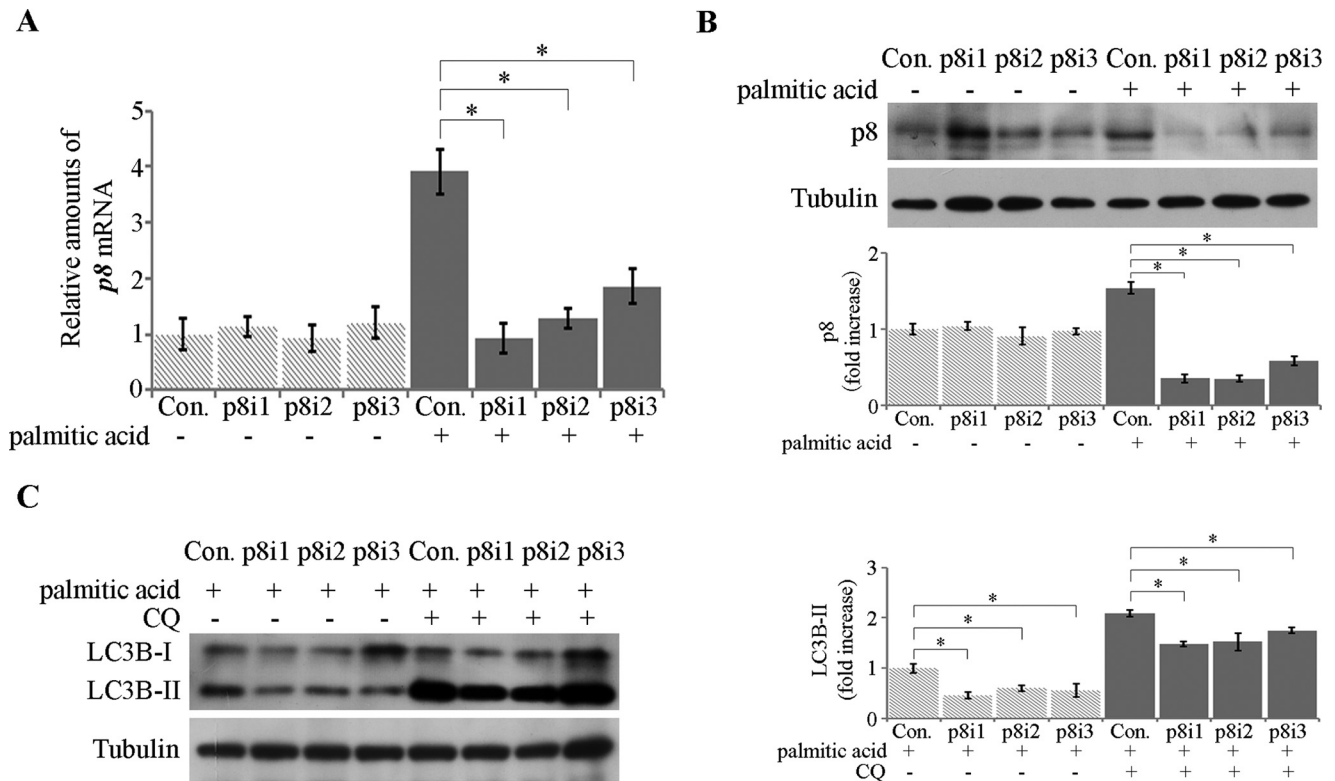 A
* 
*
*
Relative amounts of
p8 mRNA
5
4
3
2
1
0
Con. p8i1 p8i2 p8i3 Con. p8i1 p8i2 p8i3
palmitic acid - - - - + + + +
B
Con. p8i1 p8i2 p8i3 Con. p8i1 p8i2 p8i3
palmitic acid - - - - + + + +
p8
Tubulin
*
*
*
p8
(fold increase)
2
1
0
Con. p8i1 p8i2 p8i3 Con. p8i1 p8i2 p8i3
palmitic acid - - - - + + + +
C
Con. p8i1 p8i2 p8i3 Con. p8i1 p8i2 p8i3
palmitic acid + + + + + + + +
CQ - - - - + + + +
LC3B-I
LC3B-II
Tubulin
*
*
*
*
*
*
LC3B-II
(fold increase)
3
2
1
0
Con. p8i1 p8i2 p8i3 Con. p8i1 p8i2 p8i3
palmitic acid + + + + + + + +
CQ - - - - + + + +